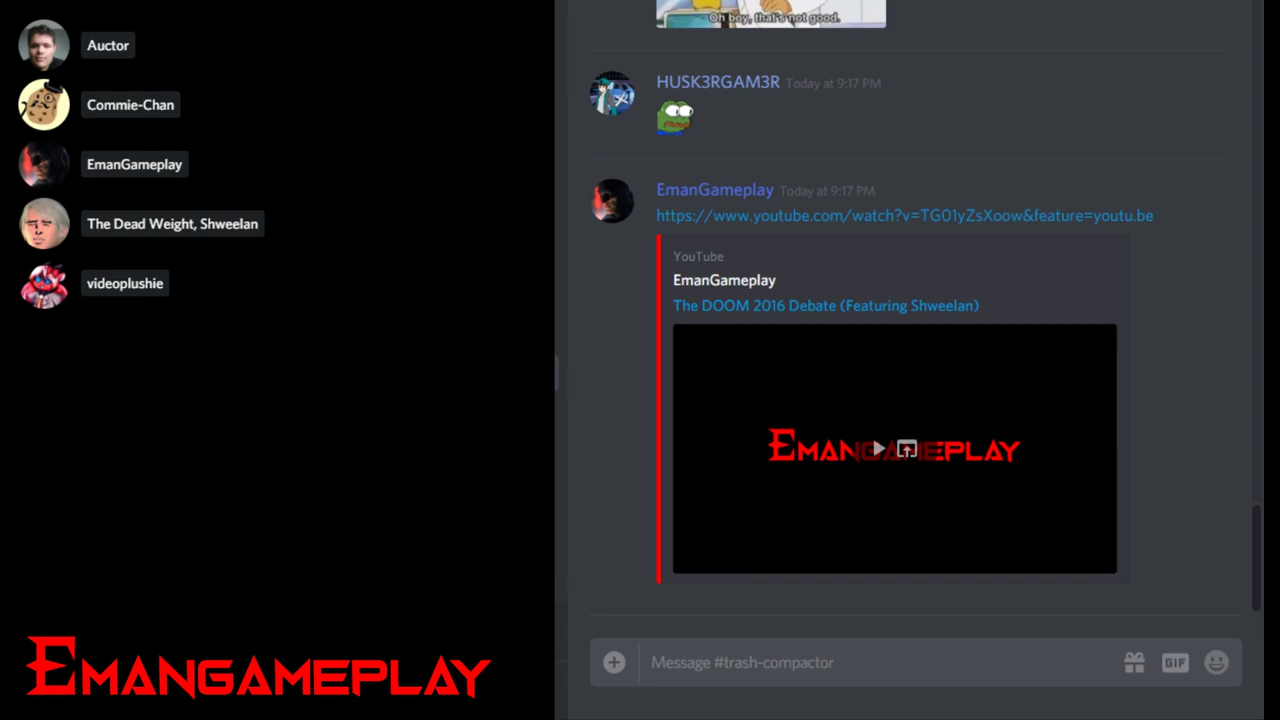 Auctor
Commie-Chan
EmanGameplay
The Dead Weight, Shweelan
videoplushie
EMANGAMEPLAY
Oh boy, that's not good.
HUSK3RGAM3R Today at 9:17 PM
EmanGameplay Today at 9:17 PM
https://www.youtube.com/watch?v=TG01yZsXoow&feature=youtu.be
YouTube
EmanGameplay
The DOOM 2016 Debate (Featuring Shweelan)
EMANGAMEPLAY
Message #trash-compactor
GIF